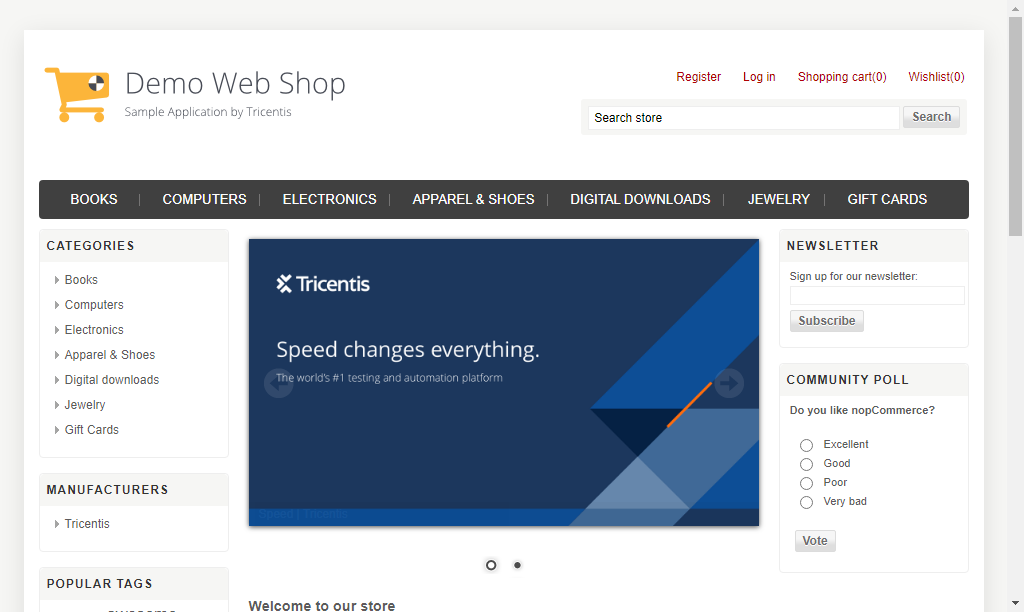 Demo Web Shop
Sample Application by Tricentis
Register Log in Shopping cart(0) Wishlist(0)
Search store Search
BOOKS COMPUTERS ELECTRONICS APPAREL & SHOES DIGITAL DOWNLOADS JEWELRY GIFT CARDS
CATEGORIES
Books
Computers
Electronics
Apparel & Shoes
Digital downloads
Jewelry
Gift Cards
MANUFACTURERS
Tricentis
POPULAR TAGS
Tricentis
Speed changes everything.
The world's #1 testing and automation platform
Welcome to our store
NEWSLETTER
Sign up for our newsletter:
Subscribe
COMMUNITY POLL
Do you like nopCommerce?
Excellent
Good
Poor
Very bad
Vote